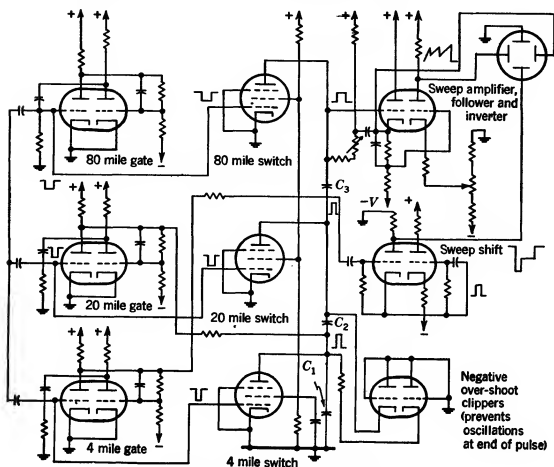 + + + -+ + +
Sweep amplifier,
follower and
inverter
80 mile gate
80 mile switch
C3
-V
+
Sweep shift
20 mile gate
20 mile switch
C2
C1
Negative
over-shoot
clippers
(prevents
oscillations
at end of pulse)
4 mile gate
4 mile switch